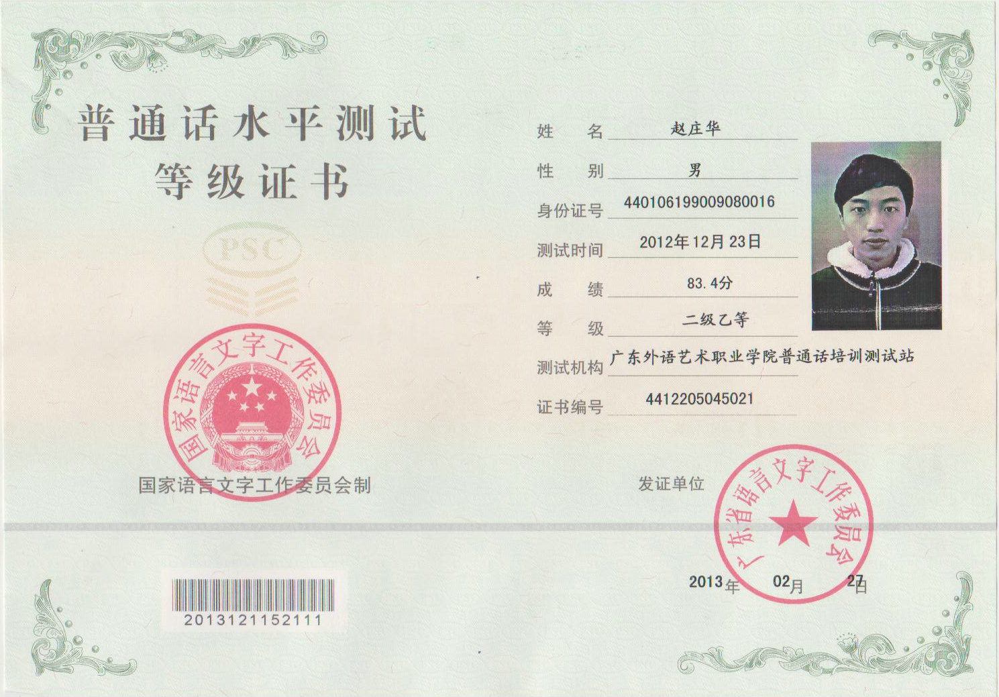 普通话水平测试
等级证书
PSC
国家语言文字工作委员会
国家语言文字工作委员会制
2013121152111
姓名 赵庄华
性别 男
身份证号 440106199009080016
测试时间 2012年12月23日
成绩 83.4分
等级 二级乙等
测试机构 广东外语艺术职业学院普通话培训测试站
证书编号 4412205045021
发证单位
广东省语言文字工作委员会
2013年 02月 27日